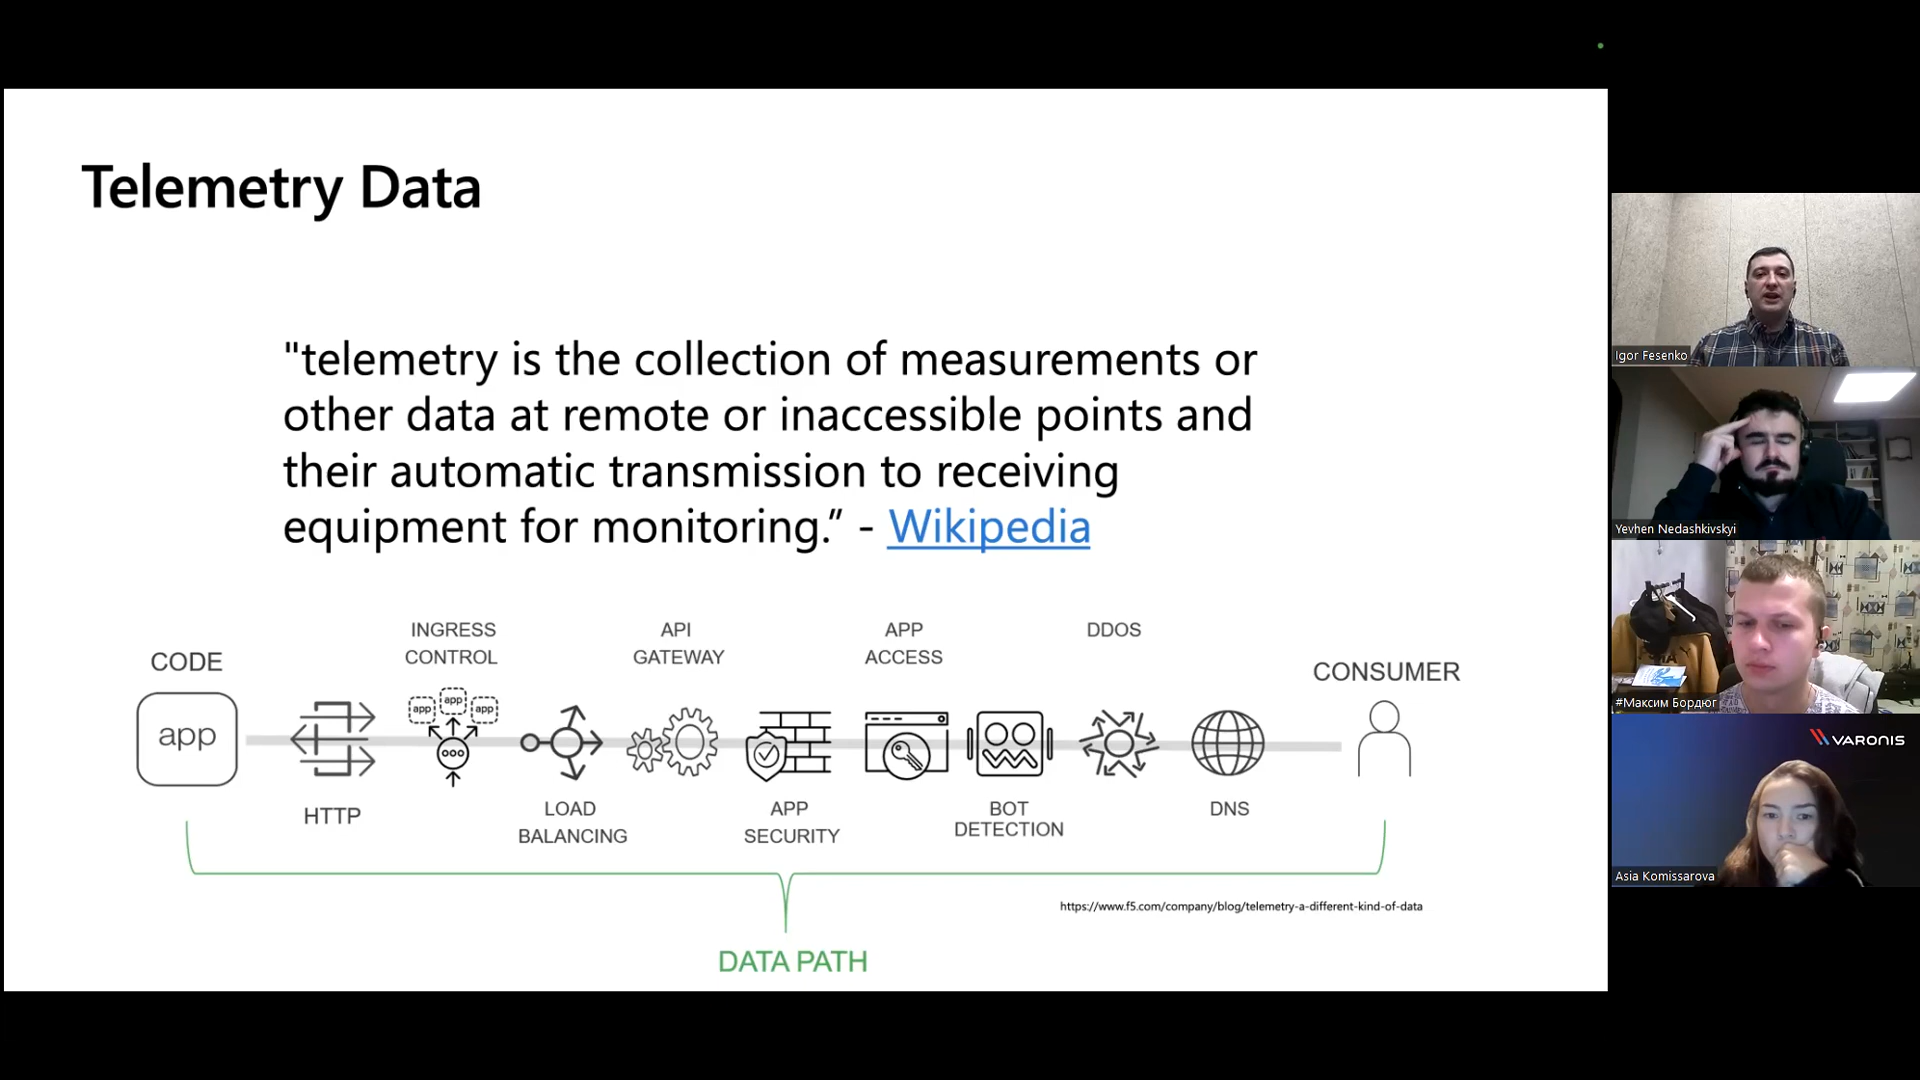 Telemetry Data
"telemetry is the collection of measurements or
other data at remote or inaccessible points and
their automatic transmission to receiving
equipment for monitoring.” - Wikipedia
CODE
app
HTTP
INGRESS
CONTROL
app
app
app
LOAD
BALANCING
API
GATEWAY
APP
SECURITY
APP
ACCESS
BOT
DETECTION
DDOS
DNS
CONSUMER
https://www.f5.com/company/blog/telemetry-a-different-kind-of-data
DATA PATH
Igor Fesenko
Yevhen Nedashkivskyi
#Максим Бордюг
VARONIS
Asia Komissarova